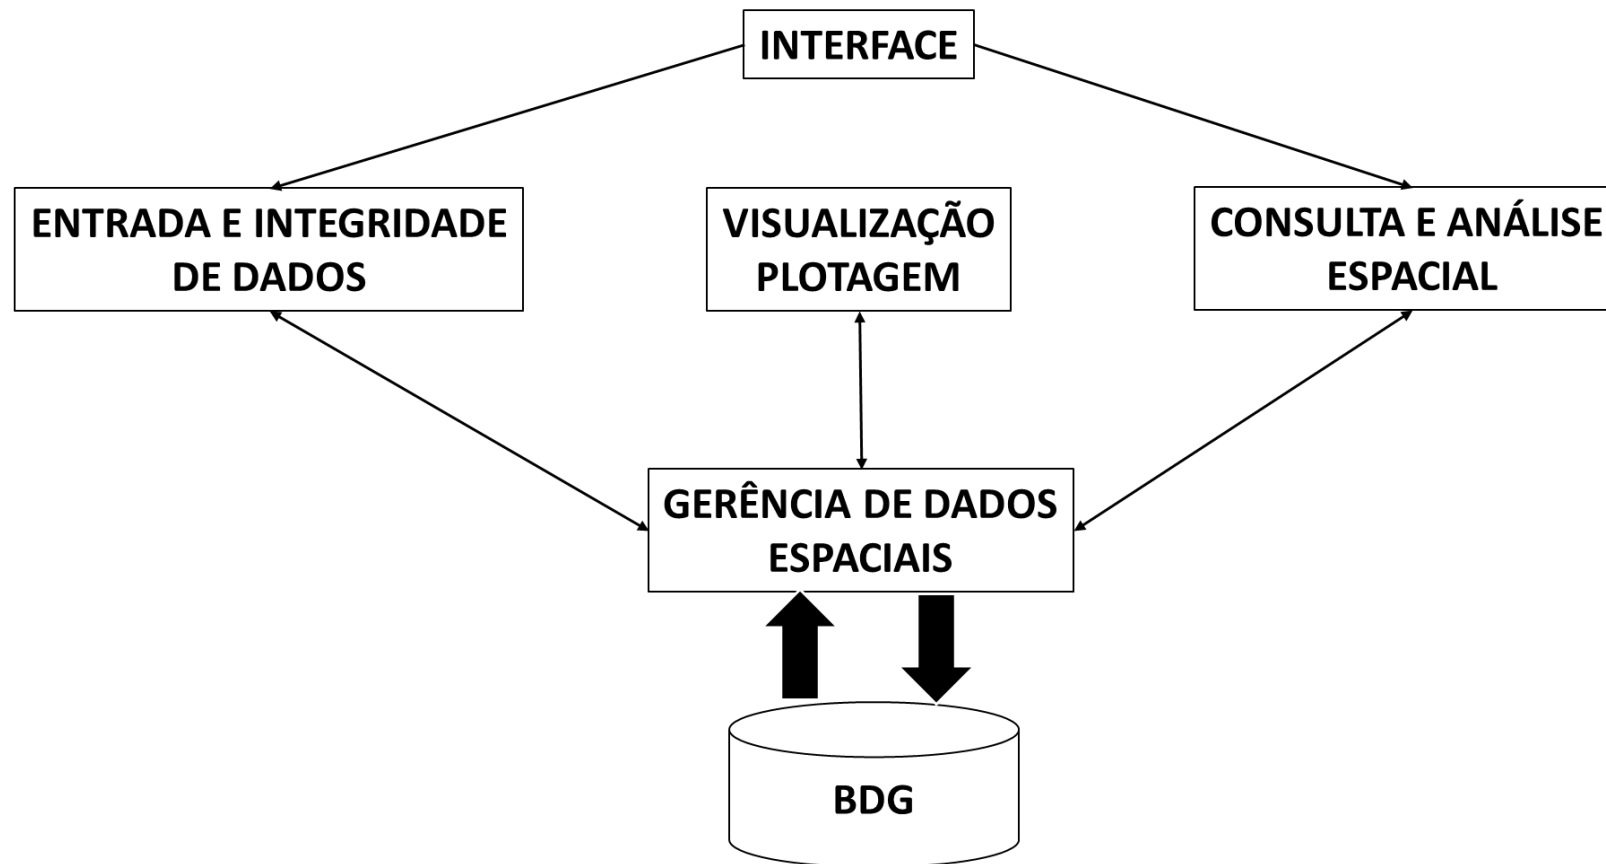 INTERFACE
ENTRADA E INTEGRIDADE
DE DADOS
VISUALIZAÇÃO
PLOTAGEM
CONSULTA E ANÁLISE
ESPACIAL
GERÊNCIA DE DADOS
ESPACIAIS
BDG